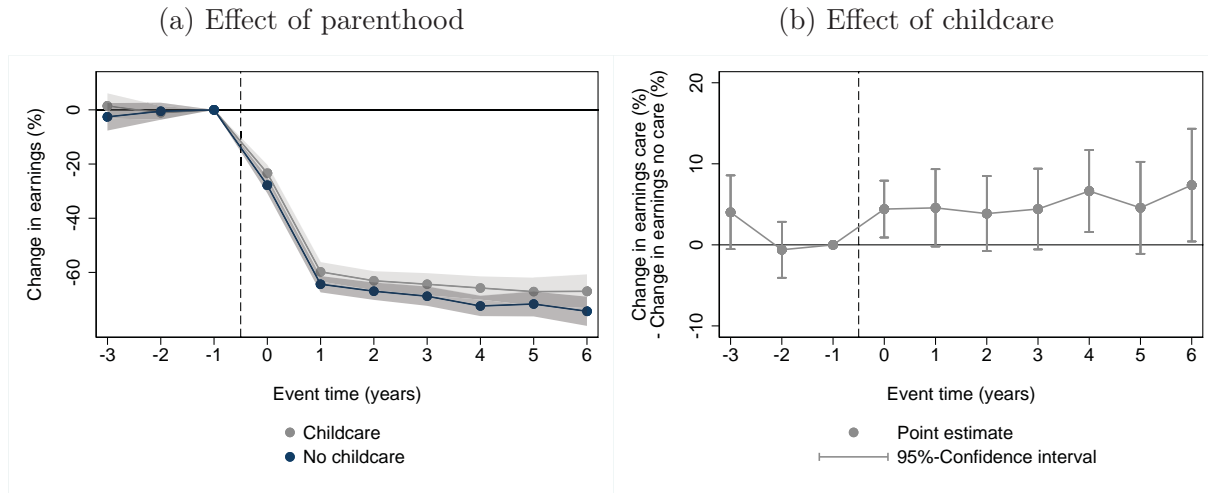 (a) Effect of parenthood
Change in earnings (%)
0
-20
-40
-60
-3 -2 -1 0 1 2 3 4 5 6
Event time (years)
Childcare
No childcare
(b) Effect of childcare
Change in earnings care (%)
- Change in earnings no care (%)
20
10
0
-10
-3 -2 -1 0 1 2 3 4 5 6
Event time (years)
Point estimate
95%-Confidence interval